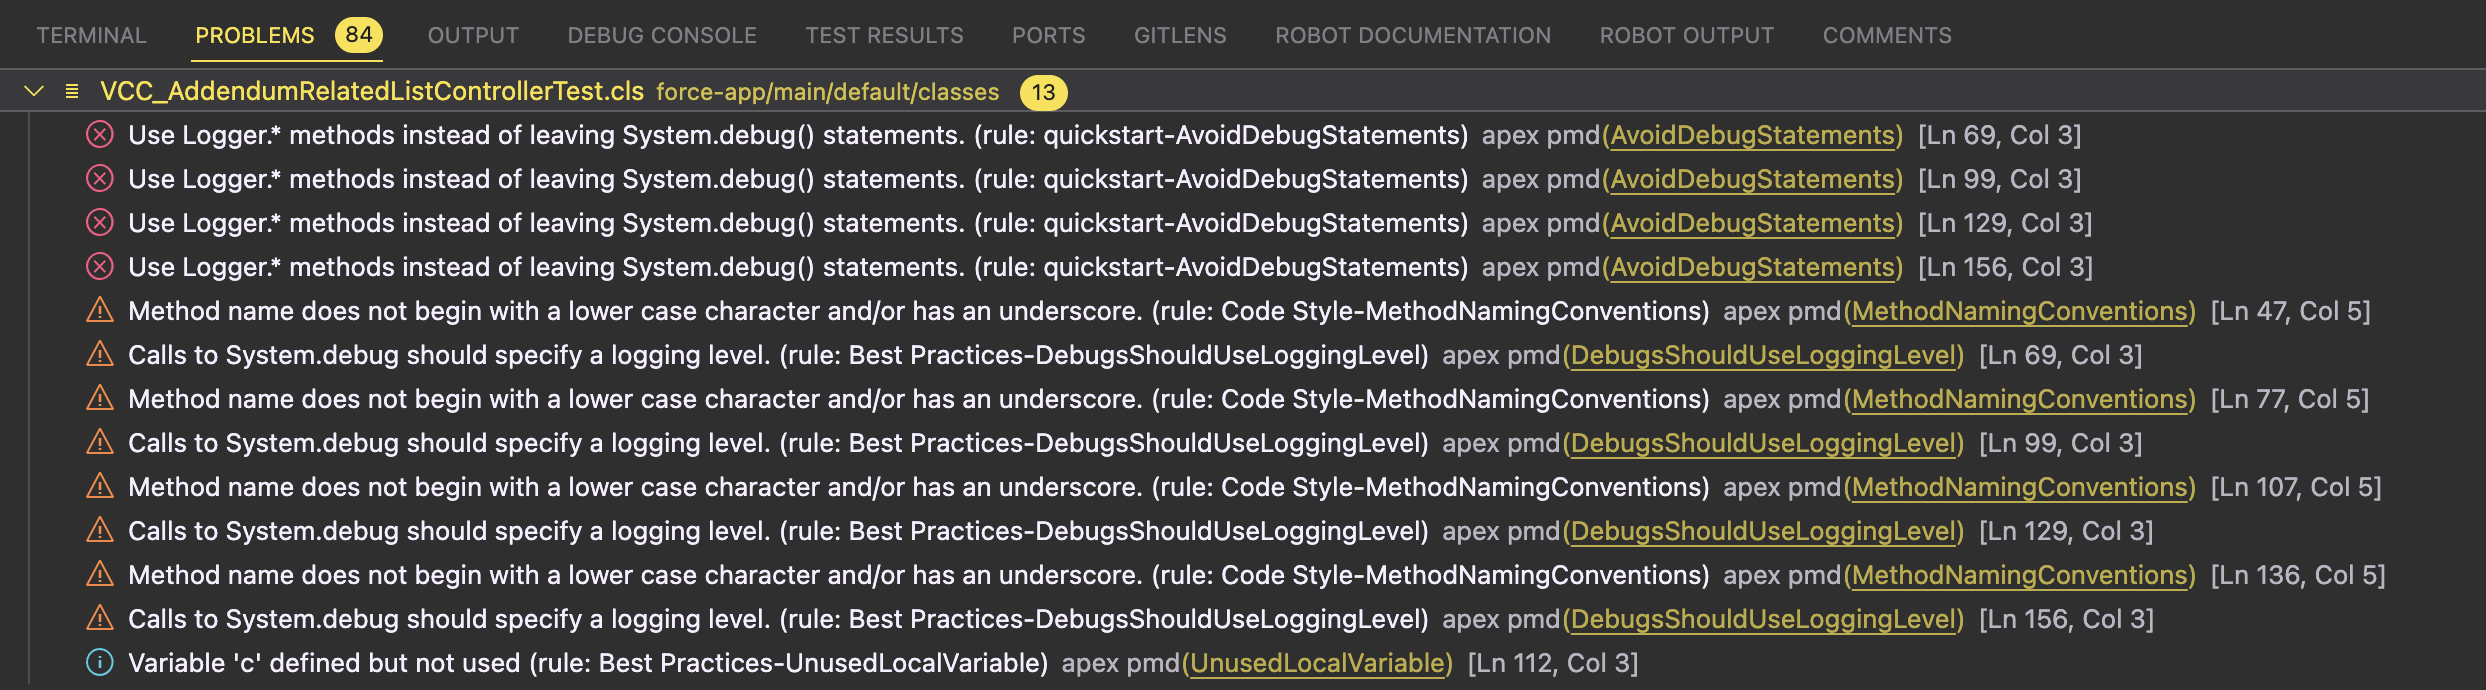 TERMINAL PROBLEMS 84 OUTPUT DEBUG CONSOLE TEST RESULTS PORTS GITLENS ROBOT DOCUMENTATION ROBOT OUTPUT COMMENTS
VCC_AddendumRelatedListControllerTest.cls force-app/main/default/classes 13
Use Logger.* methods instead of leaving System.debug() statements. (rule: quickstart-AvoidDebugStatements) apex pmd(AvoidDebugStatements) [Ln 69, Col 3]
Use Logger.* methods instead of leaving System.debug() statements. (rule: quickstart-AvoidDebugStatements) apex pmd(AvoidDebugStatements) [Ln 99, Col 3]
Use Logger.* methods instead of leaving System.debug() statements. (rule: quickstart-AvoidDebugStatements) apex pmd(AvoidDebugStatements) [Ln 129, Col 3]
Use Logger.* methods instead of leaving System.debug() statements. (rule: quickstart-AvoidDebugStatements) apex pmd(AvoidDebugStatements) [Ln 156, Col 3]
Method name does not begin with a lower case character and/or has an underscore. (rule: Code Style-MethodNamingConventions) apex pmd(MethodNamingConventions) [Ln 47, Col 5]
Calls to System.debug should specify a logging level. (rule: Best Practices-DebugsShouldUseLoggingLevel) apex pmd(DebugsShouldUseLoggingLevel) [Ln 69, Col 3]
Method name does not begin with a lower case character and/or has an underscore. (rule: Code Style-MethodNamingConventions) apex pmd(MethodNamingConventions) [Ln 77, Col 5]
Calls to System.debug should specify a logging level. (rule: Best Practices-DebugsShouldUseLoggingLevel) apex pmd(DebugsShouldUseLoggingLevel) [Ln 99, Col 3]
Method name does not begin with a lower case character and/or has an underscore. (rule: Code Style-MethodNamingConventions) apex pmd(MethodNamingConventions) [Ln 107, Col 5]
Calls to System.debug should specify a logging level. (rule: Best Practices-DebugsShouldUseLoggingLevel) apex pmd(DebugsShouldUseLoggingLevel) [Ln 129, Col 3]
Method name does not begin with a lower case character and/or has an underscore. (rule: Code Style-MethodNamingConventions) apex pmd(MethodNamingConventions) [Ln 136, Col 5]
Calls to System.debug should specify a logging level. (rule: Best Practices-DebugsShouldUseLoggingLevel) apex pmd(DebugsShouldUseLoggingLevel) [Ln 156, Col 3]
Variable 'c' defined but not used (rule: Best Practices-UnusedLocalVariable) apex pmd(UnusedLocalVariable) [Ln 112, Col 3]